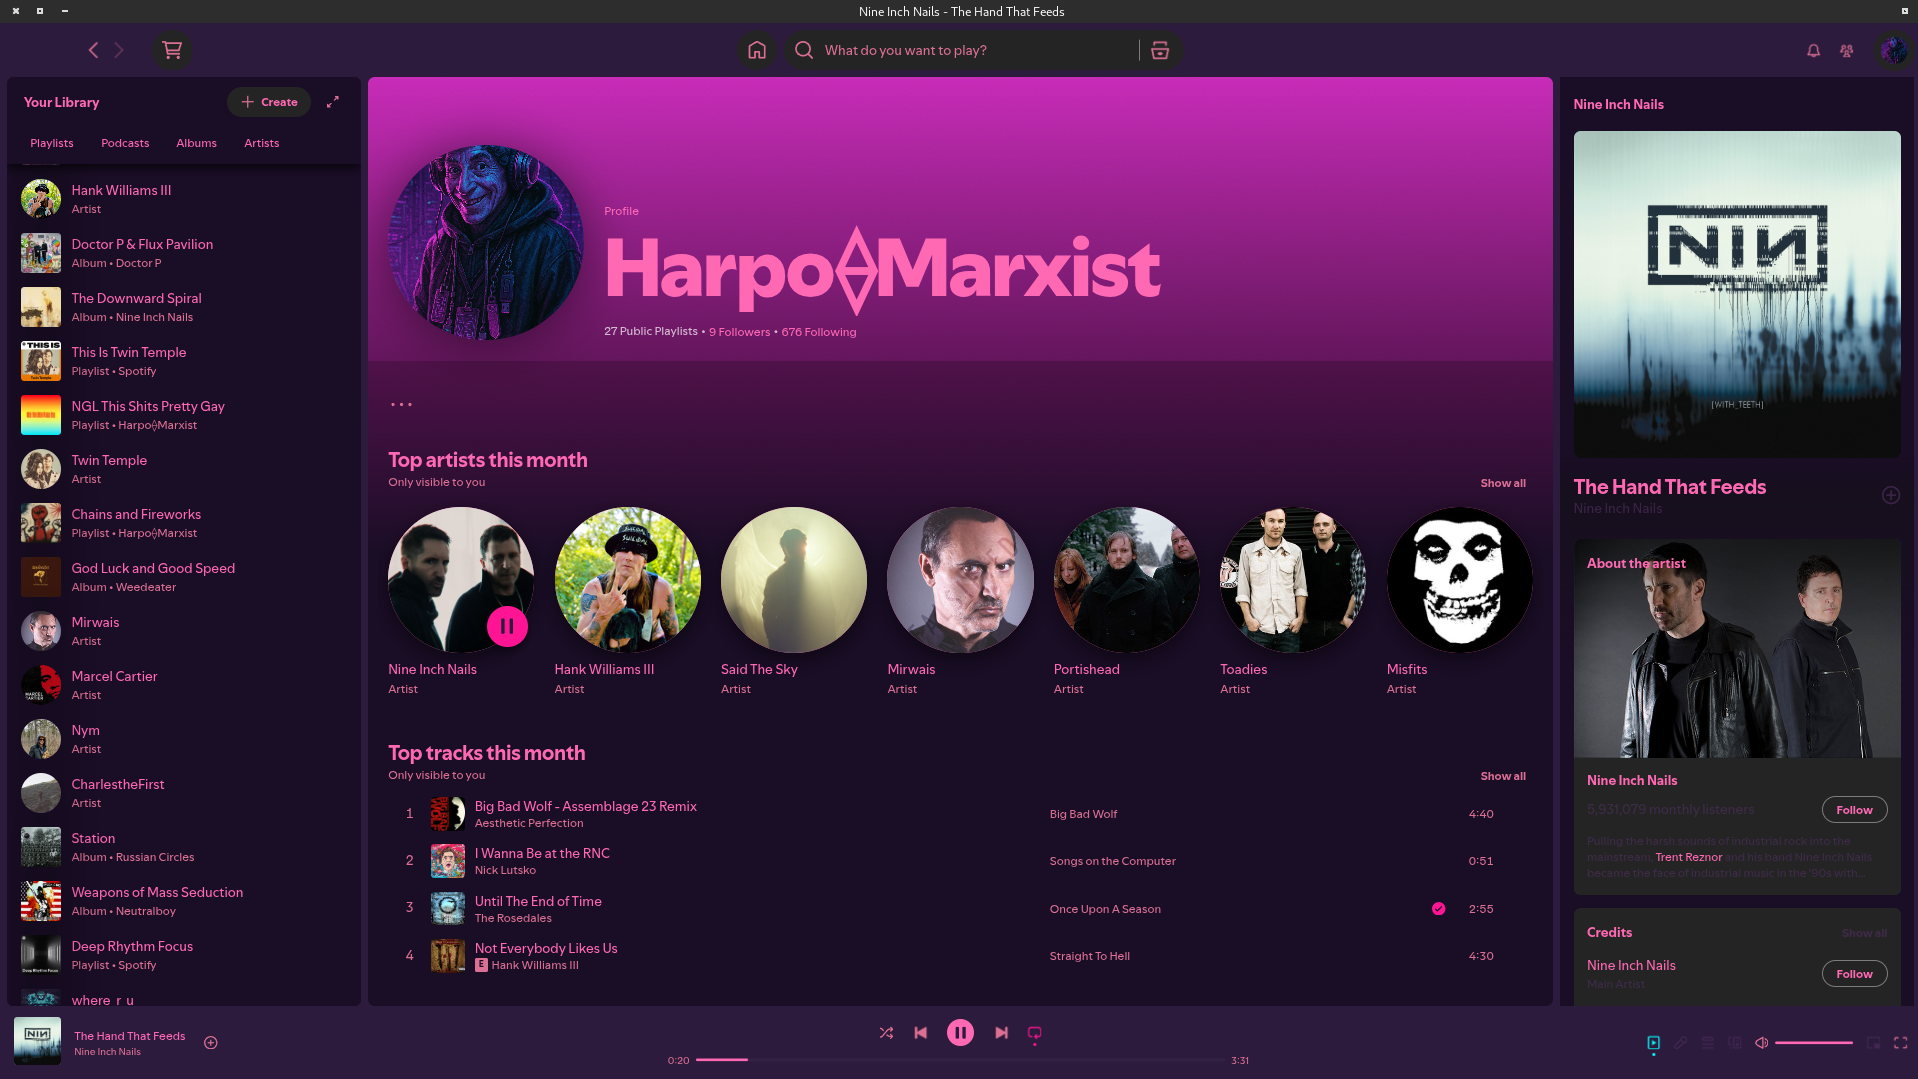 Nine Inch Nails - The Hand That Feeds
What do you want to play?
Your Library
Create
Playlists
Podcasts
Albums
Artists
Hank Williams III
Artist
Doctor P & Flux Pavilion
Album • Doctor P
The Downward Spiral
Album • Nine Inch Nails
THIS IS
This Is Twin Temple
Playlist • Spotify
NGL This Shits Pretty Gay
Playlist • Harpo⟠Marxist
Twin Temple
Artist
Chains and Fireworks
Playlist • Harpo⟠Marxist
God Luck and Good Speed
Album • Weedeater
Mirwais
Artist
MARCEL CARTIER
Marcel Cartier
Artist
Nym
Artist
CharlestheFirst
Artist
Station
Album • Russian Circles
Weapons of Mass Seduction
Album • Neutralboy
Deep Rhythm Focus
Deep Rhythm Focus
Playlist • Spotify
where r u
Profile
Harpo⟠Marxist
27 Public Playlists • 9 Followers • 676 Following
Top artists this month
Only visible to you
Show all
Nine Inch Nails
Artist
Hank Williams III
Artist
Said The Sky
Artist
Mirwais
Artist
Portishead
Artist
Toadies
Artist
Misfits
Artist
Top tracks this month
Only visible to you
Show all
1
Big Bad Wolf - Assemblage 23 Remix
Aesthetic Perfection
Big Bad Wolf
4:40
2
I Wanna Be at the RNC
Nick Lutsko
Songs on the Computer
0:51
3
Until The End of Time
The Rosedales
Once Upon A Season
2:55
4
Not Everybody Likes Us
E Hank Williams III
Straight To Hell
4:30
Nine Inch Nails
NIИ
[WITH_TEETH]
The Hand That Feeds
Nine Inch Nails
About the artist
Nine Inch Nails
5,931,079 monthly listeners
Follow
Pulling the harsh sounds of industrial rock into the
mainstream, Trent Reznor and his band Nine Inch Nails
became the face of industrial music in the '90s with...
Credits
Show all
Nine Inch Nails
Main Artist
Follow
NIИ
The Hand That Feeds
Nine Inch Nails
0:20
3:31